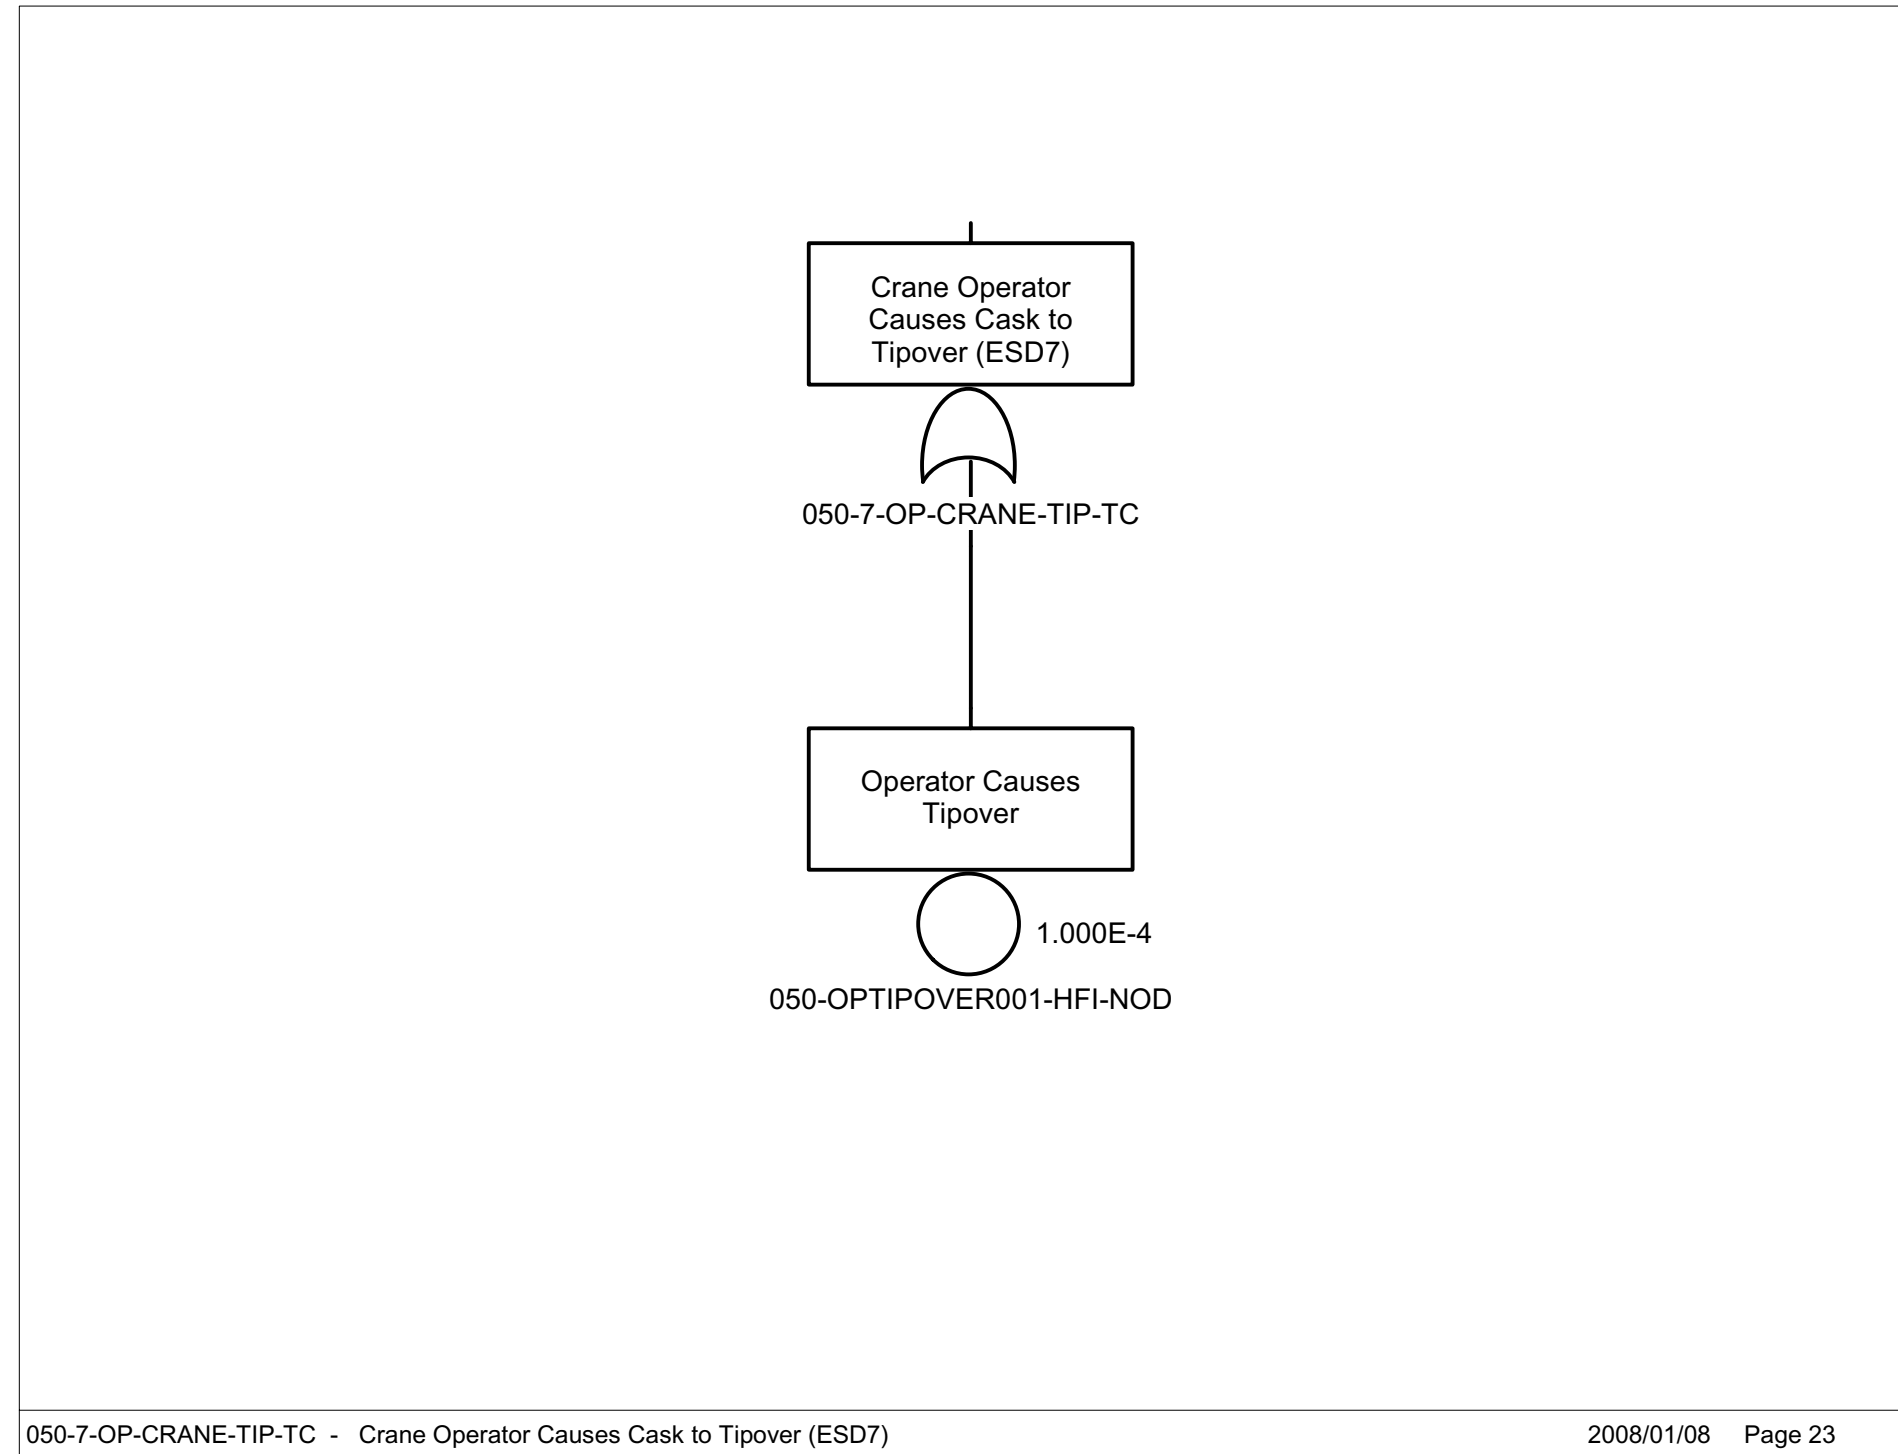 Crane Operator
Causes Cask to
Tipover (ESD7)
050-7-OP-CRANE-TIP-TC
Operator Causes
Tipover
1.000E-4
050-OPTIPOVER001-HFI-NOD
050-7-OP-CRANE-TIP-TC - Crane Operator Causes Cask to Tipover (ESD7) 2008/01/08 Page 23